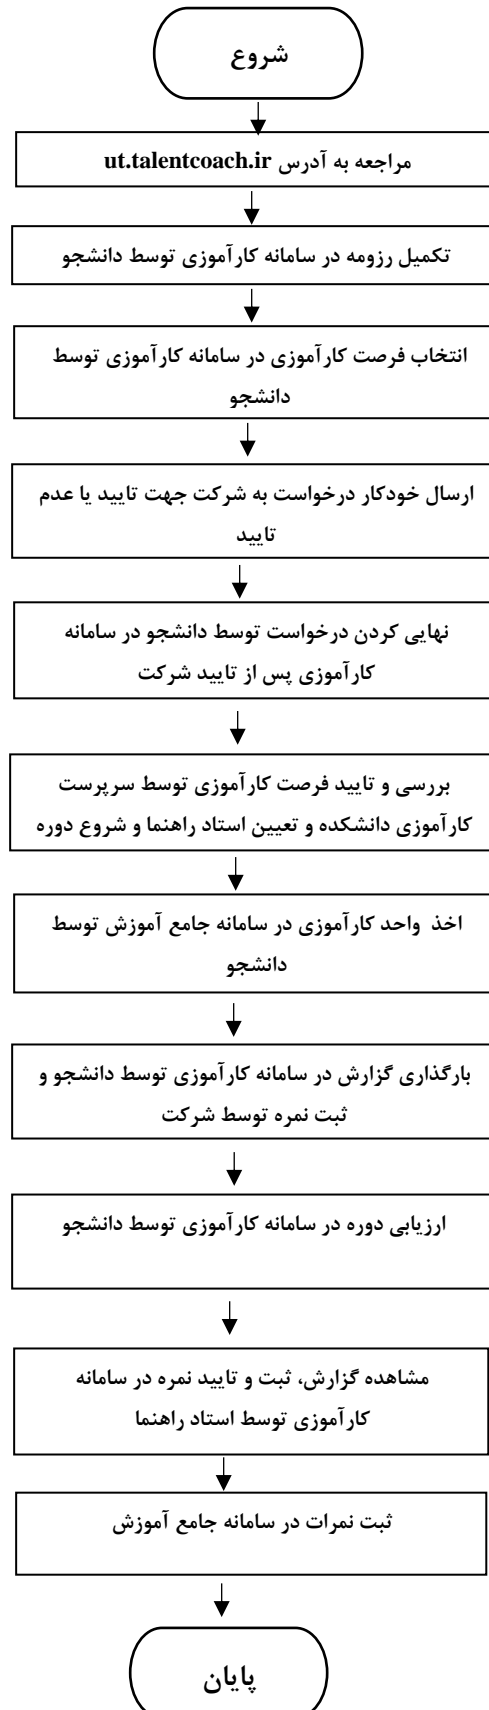 شروع
مراجعه به آدرس ut.talentcoach.ir
تکمیل رزومه در سامانه کارآموزی توسط دانشجو
انتخاب فرصت کارآموزی در سامانه کارآموزی توسط
دانشجو
ارسال خودکار درخواست به شرکت جهت تایید یا عدم
تایید
نهایی کردن درخواست توسط دانشجو در سامانه
کارآموزی پس از تایید شرکت
بررسی و تایید فرصت کارآموزی توسط سرپرست
کارآموزی دانشکده و تعیین استاد راهنما و شروع دوره
اخذ واحد کارآموزی در سامانه جامع آموزش توسط
دانشجو
بارگذاری گزارش در سامانه کارآموزی توسط دانشجو و
ثبت نمره توسط شرکت
ارزیابی دوره در سامانه کارآموزی توسط دانشجو
مشاهده گزارش، ثبت و تایید نمره در سامانه
کارآموزی توسط استاد راهنما
ثبت نمرات در سامانه جامع آموزش
پایان